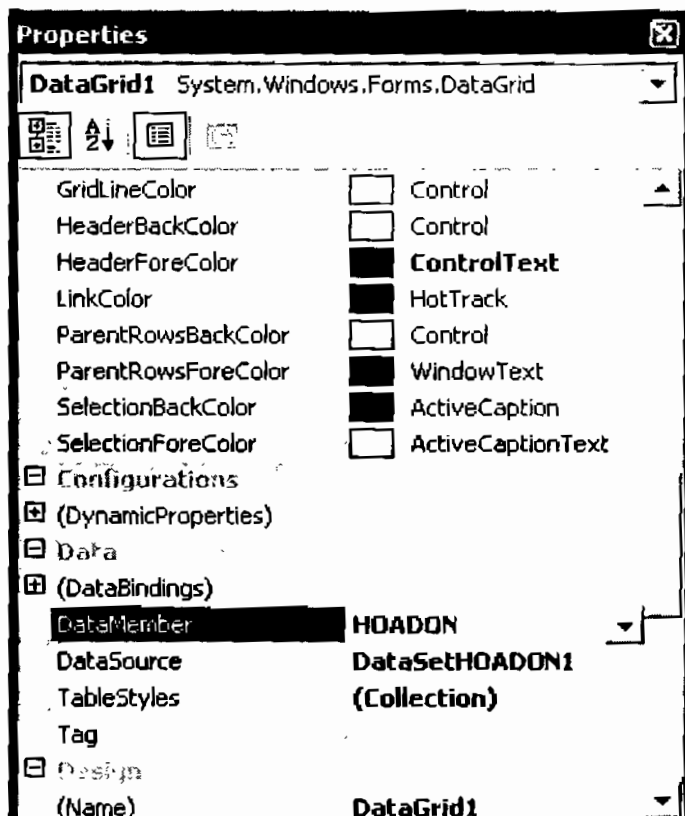 Properties
DataGrid1 System.Windows.Forms.DataGrid
GridLineColor Control
HeaderBackColor Control
HeaderForeColor ControlText
LinkColor HotTrack
ParentRowsBackColor Control
ParentRowsForeColor WindowText
SelectionBackColor ActiveCaption
SelectionForeColor ActiveCaptionText
Configurations
(DynamicProperties)
Data
(DataBindings)
DataMember HOADON
DataSource DataSetHOADON1
TableStyles (Collection)
Tag
Design
(Name) DataGrid1